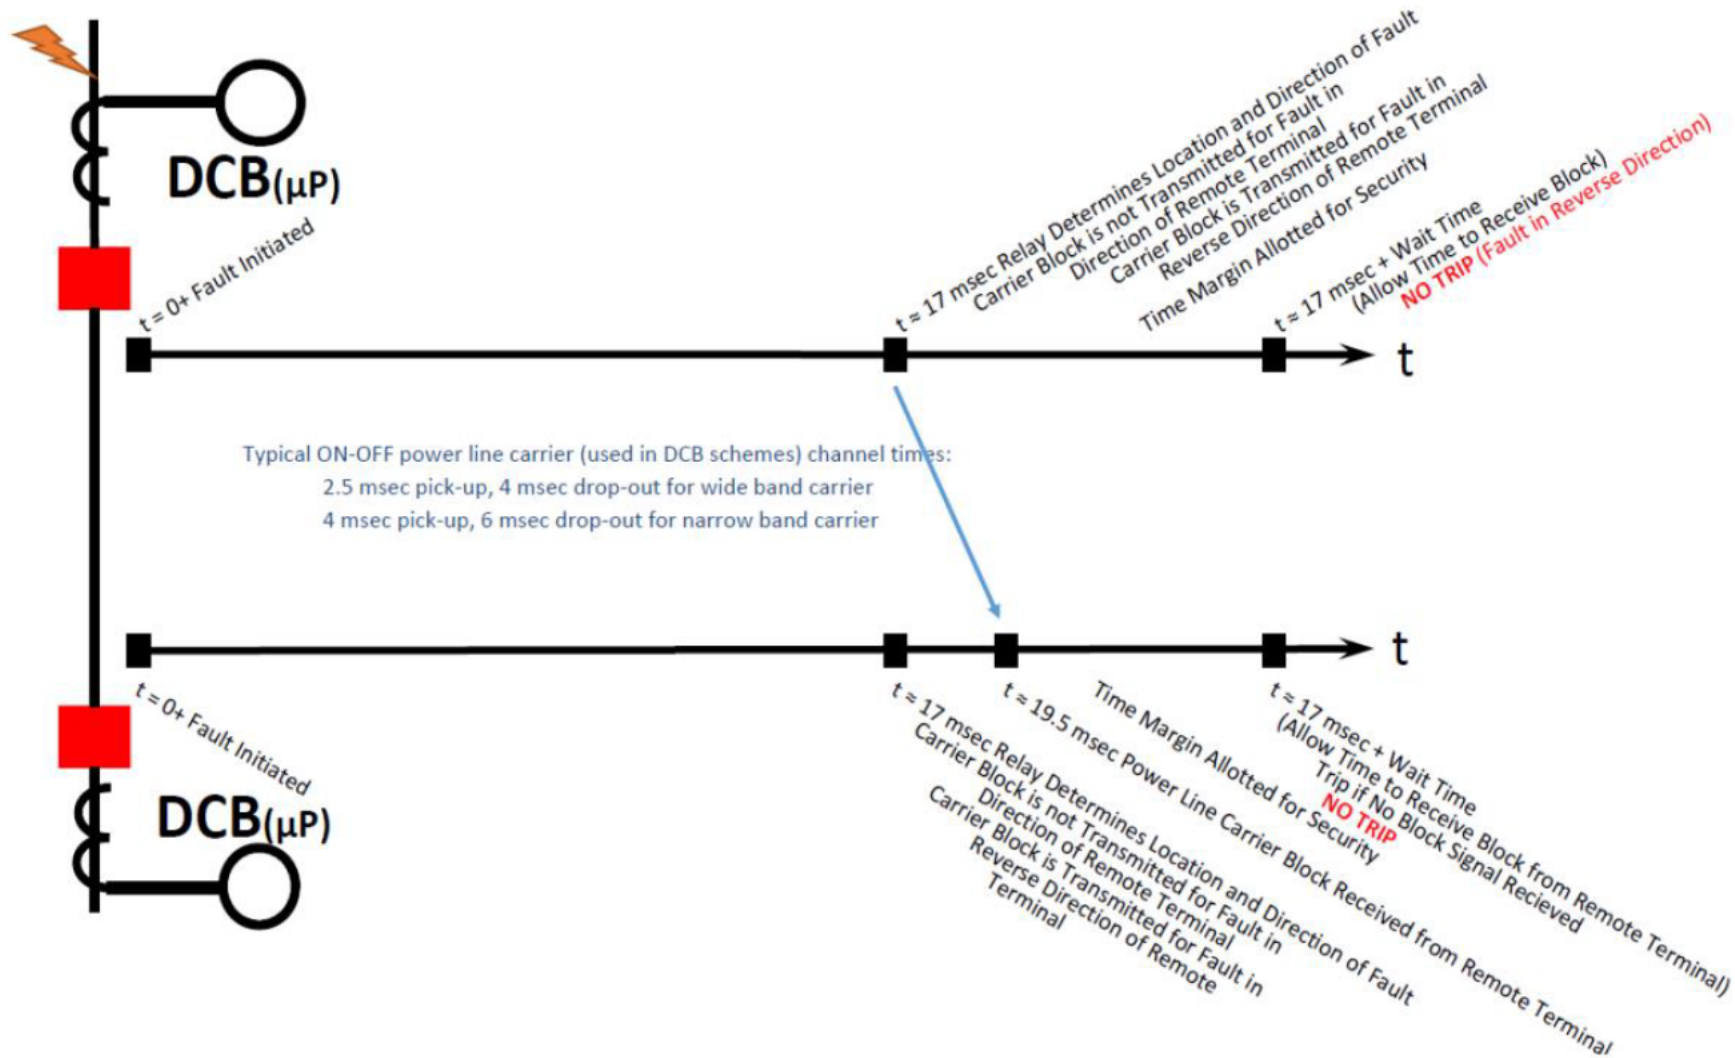 DCB(µP)
t = 0+ Fault Initiated
t ≈ 17 msec Relay Determines Location and Direction of Fault
Carrier Block is not Transmitted for Fault in
Direction of Remote Terminal
Carrier Block is Transmitted for Fault in
Reverse Direction of Remote Terminal
Time Margin Allotted for Security
t ≈ 17 msec + Wait Time
(Allow Time to Receive Block)
NO TRIP (Fault in Reverse Direction)
t
Typical ON-OFF power line carrier (used in DCB schemes) channel times:
2.5 msec pick-up, 4 msec drop-out for wide band carrier
4 msec pick-up, 6 msec drop-out for narrow band carrier
t
t = 0+ Fault Initiated
DCB(µP)
t ≈ 17 msec Relay Determines Location and Direction of Fault
Carrier Block is not Transmitted for Fault in
Direction of Remote Terminal
Carrier Block is Transmitted for Fault in
Reverse Direction of Remote
Terminal
t ≈ 19.5 msec Power Line Carrier Block Received from Remote Terminal
Time Margin Allotted for Security
t ≈ 17 msec + Wait Time
(Allow Time to Receive Block from Remote Terminal)
Trip if No Block Signal Recieved
NO TRIP